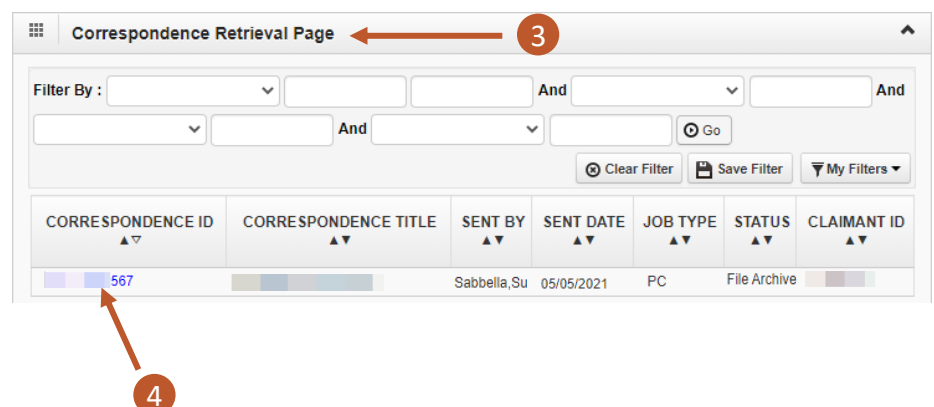 Correspondence Retrieval Page 3
Filter By : And And
And Go
Clear Filter Save Filter My Filters
CORRESPONDENCE ID CORRESPONDENCE TITLE SENT BY SENT DATE JOB TYPE STATUS CLAIMANT ID
567 Sabbella,Su 05/05/2021 PC File Archive
4